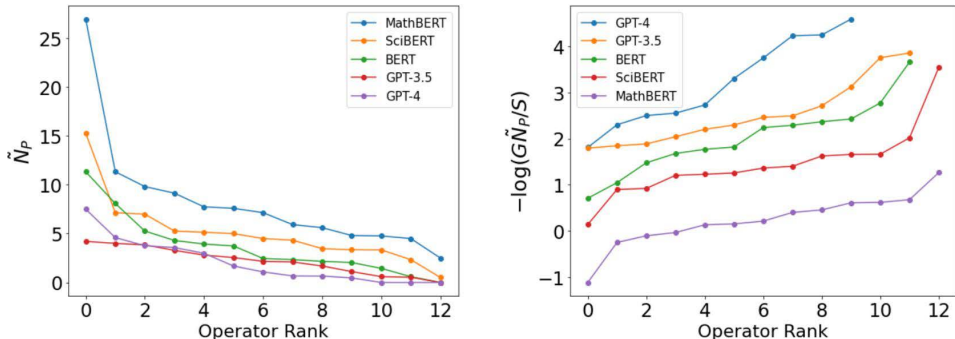 25
20
15
10
5
0
Ñ_P
MathBERT
SciBERT
BERT
GPT-3.5
GPT-4
0 2 4 6 8 10 12
Operator Rank
4
3
2
1
0
−1
−log(GÑ_P/S)
GPT-4
GPT-3.5
BERT
SciBERT
MathBERT
0 2 4 6 8 10 12
Operator Rank